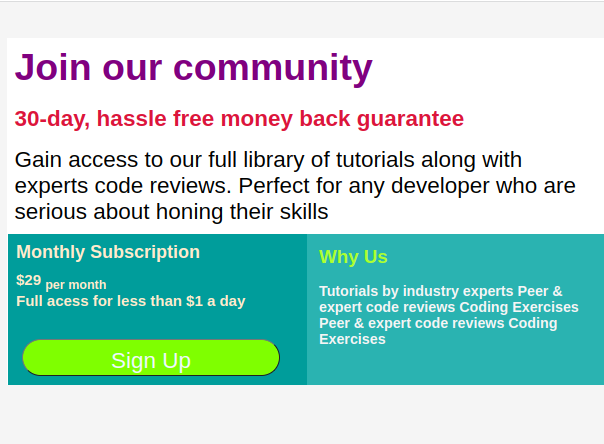 Join our community
30-day, hassle free money back guarantee
Gain access to our full library of tutorials along with
experts code reviews. Perfect for any developer who are
serious about honing their skills
Monthly Subscription
$29 per month
Full acess for less than $1 a day
Sign Up
Why Us
Tutorials by industry experts Peer &
expert code reviews Coding Exercises
Peer & expert code reviews Coding
Exercises